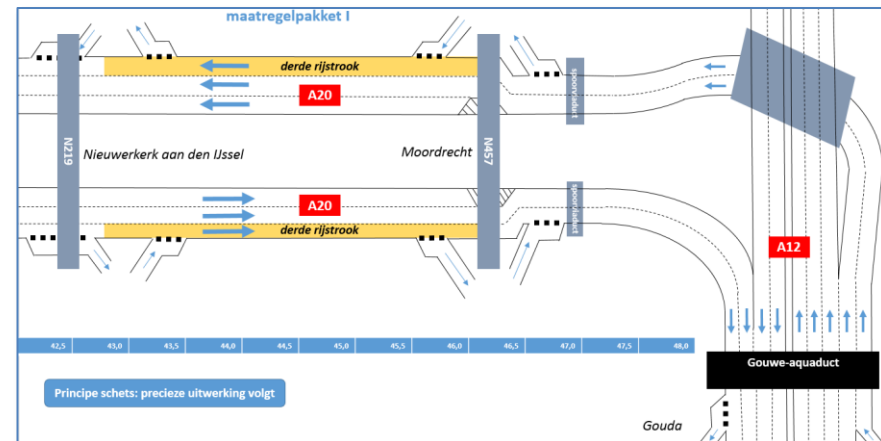 maatregelpakket I
derde rijstrook
A20
N219
Nieuwerkerk aan den IJssel
Moordrecht
N457
spoorviaduct
A20
derde rijstrook
spoorviaduct
A12
42,5 43,0 43,5 44,0 44,5 45,0 45,5 46,0 46,5 47,0 47,5 48,0
Gouwe-aquaduct
Principe schets: precieze uitwerking volgt
Gouda